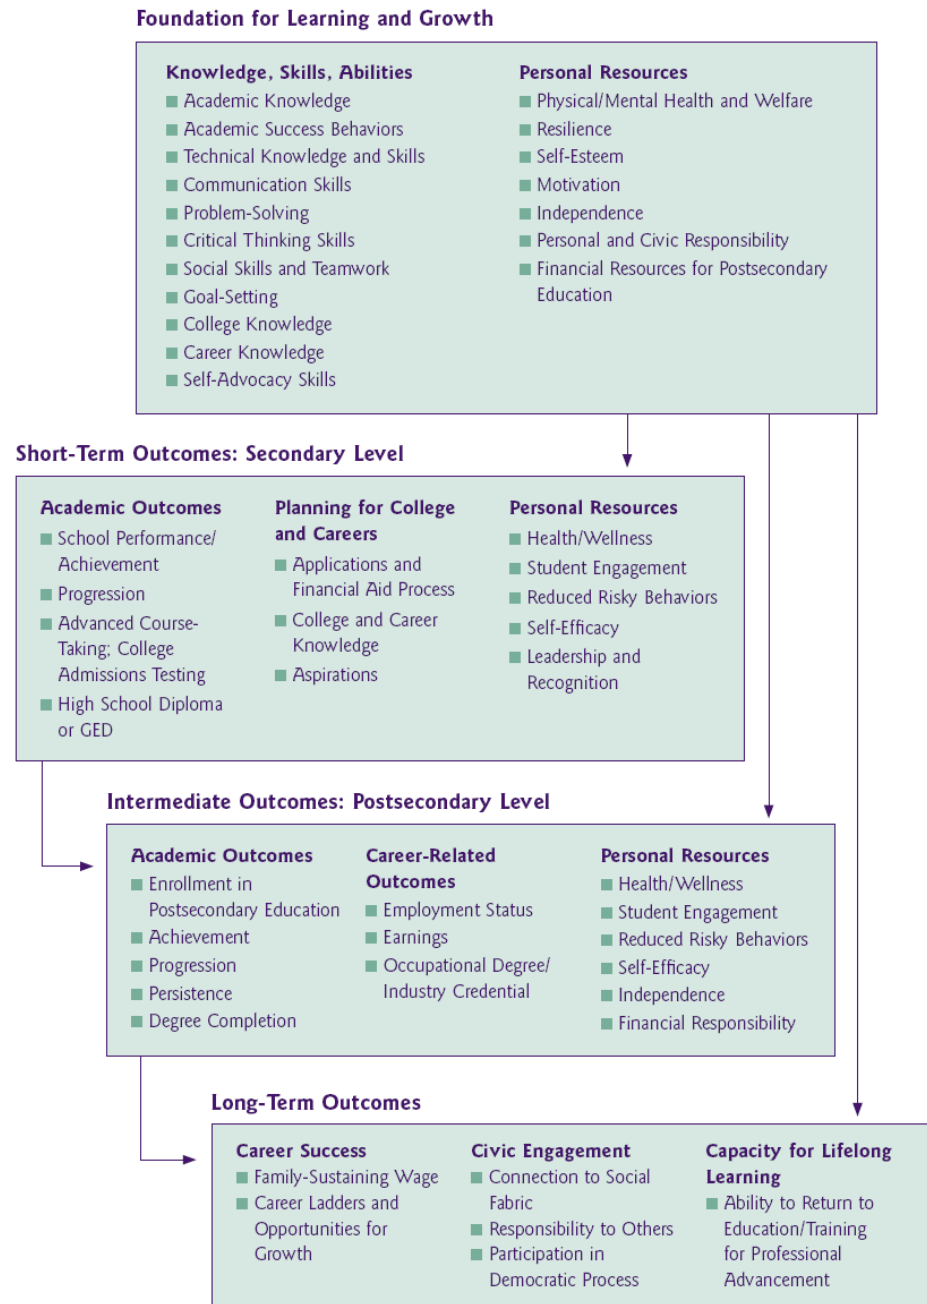 Foundation for Learning and Growth
Knowledge, Skills, Abilities
Academic Knowledge
Academic Success Behaviors
Technical Knowledge and Skills
Communication Skills
Problem-Solving
Critical Thinking Skills
Social Skills and Teamwork
Goal-Setting
College Knowledge
Career Knowledge
Self-Advocacy Skills
Personal Resources
Physical/Mental Health and Welfare
Resilience
Self-Esteem
Motivation
Independence
Personal and Civic Responsibility
Financial Resources for Postsecondary
Education
Short-Term Outcomes: Secondary Level
Academic Outcomes
School Performance/
Achievement
Progression
Advanced Course-
Taking; College
Admissions Testing
High School Diploma
or GED
Planning for College
and Careers
Applications and
Financial Aid Process
College and Career
Knowledge
Aspirations
Personal Resources
Health/Wellness
Student Engagement
Reduced Risky Behaviors
Self-Efficacy
Leadership and
Recognition
Intermediate Outcomes: Postsecondary Level
Academic Outcomes
Enrollment in
Postsecondary Education
Achievement
Progression
Persistence
Degree Completion
Career-Related
Outcomes
Employment Status
Earnings
Occupational Degree/
Industry Credential
Personal Resources
Health/Wellness
Student Engagement
Reduced Risky Behaviors
Self-Efficacy
Independence
Financial Responsibility
Long-Term Outcomes
Career Success
Family-Sustaining Wage
Career Ladders and
Opportunities for
Growth
Civic Engagement
Connection to Social
Fabric
Responsibility to Others
Participation in
Democratic Process
Capacity for Lifelong
Learning
Ability to Return to
Education/Training
for Professional
Advancement